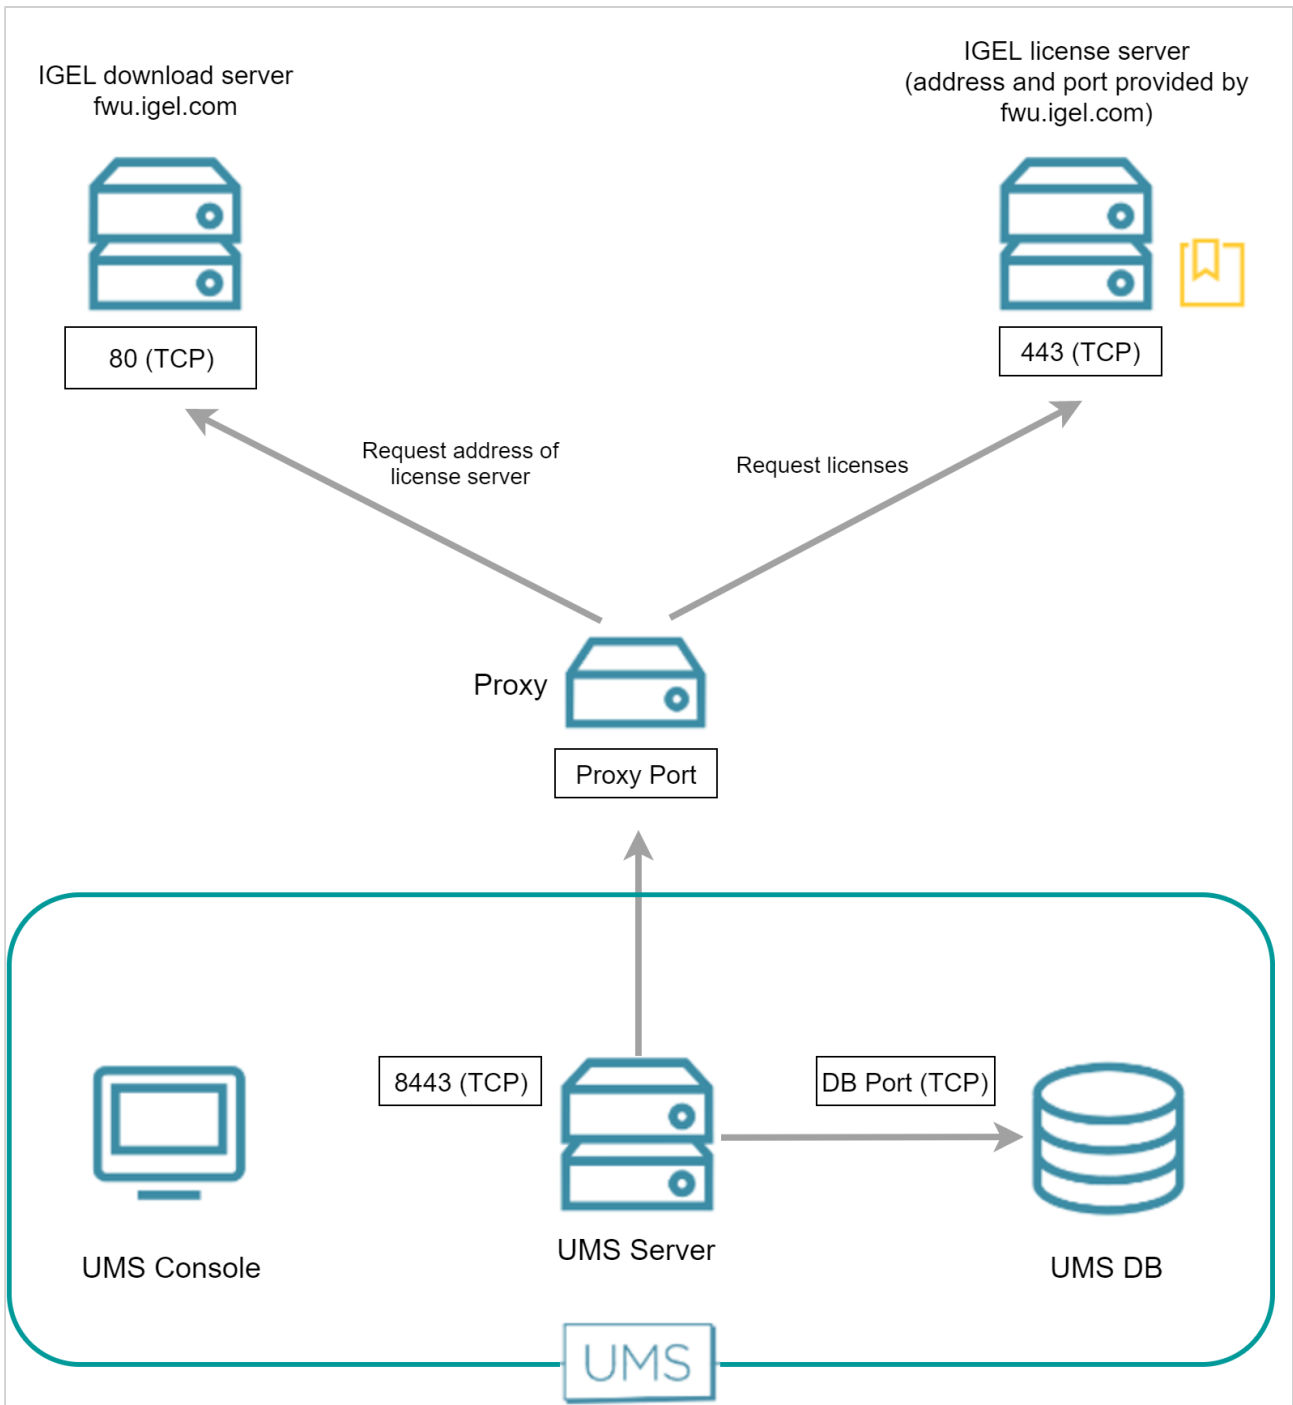 IGEL download server
fwu.igel.com
IGEL license server
(address and port provided by
fwu.igel.com)
80 (TCP)
443 (TCP)
Request address of
license server
Request licenses
Proxy
Proxy Port
8443 (TCP)
DB Port (TCP)
UMS Console
UMS Server
UMS DB
UMS